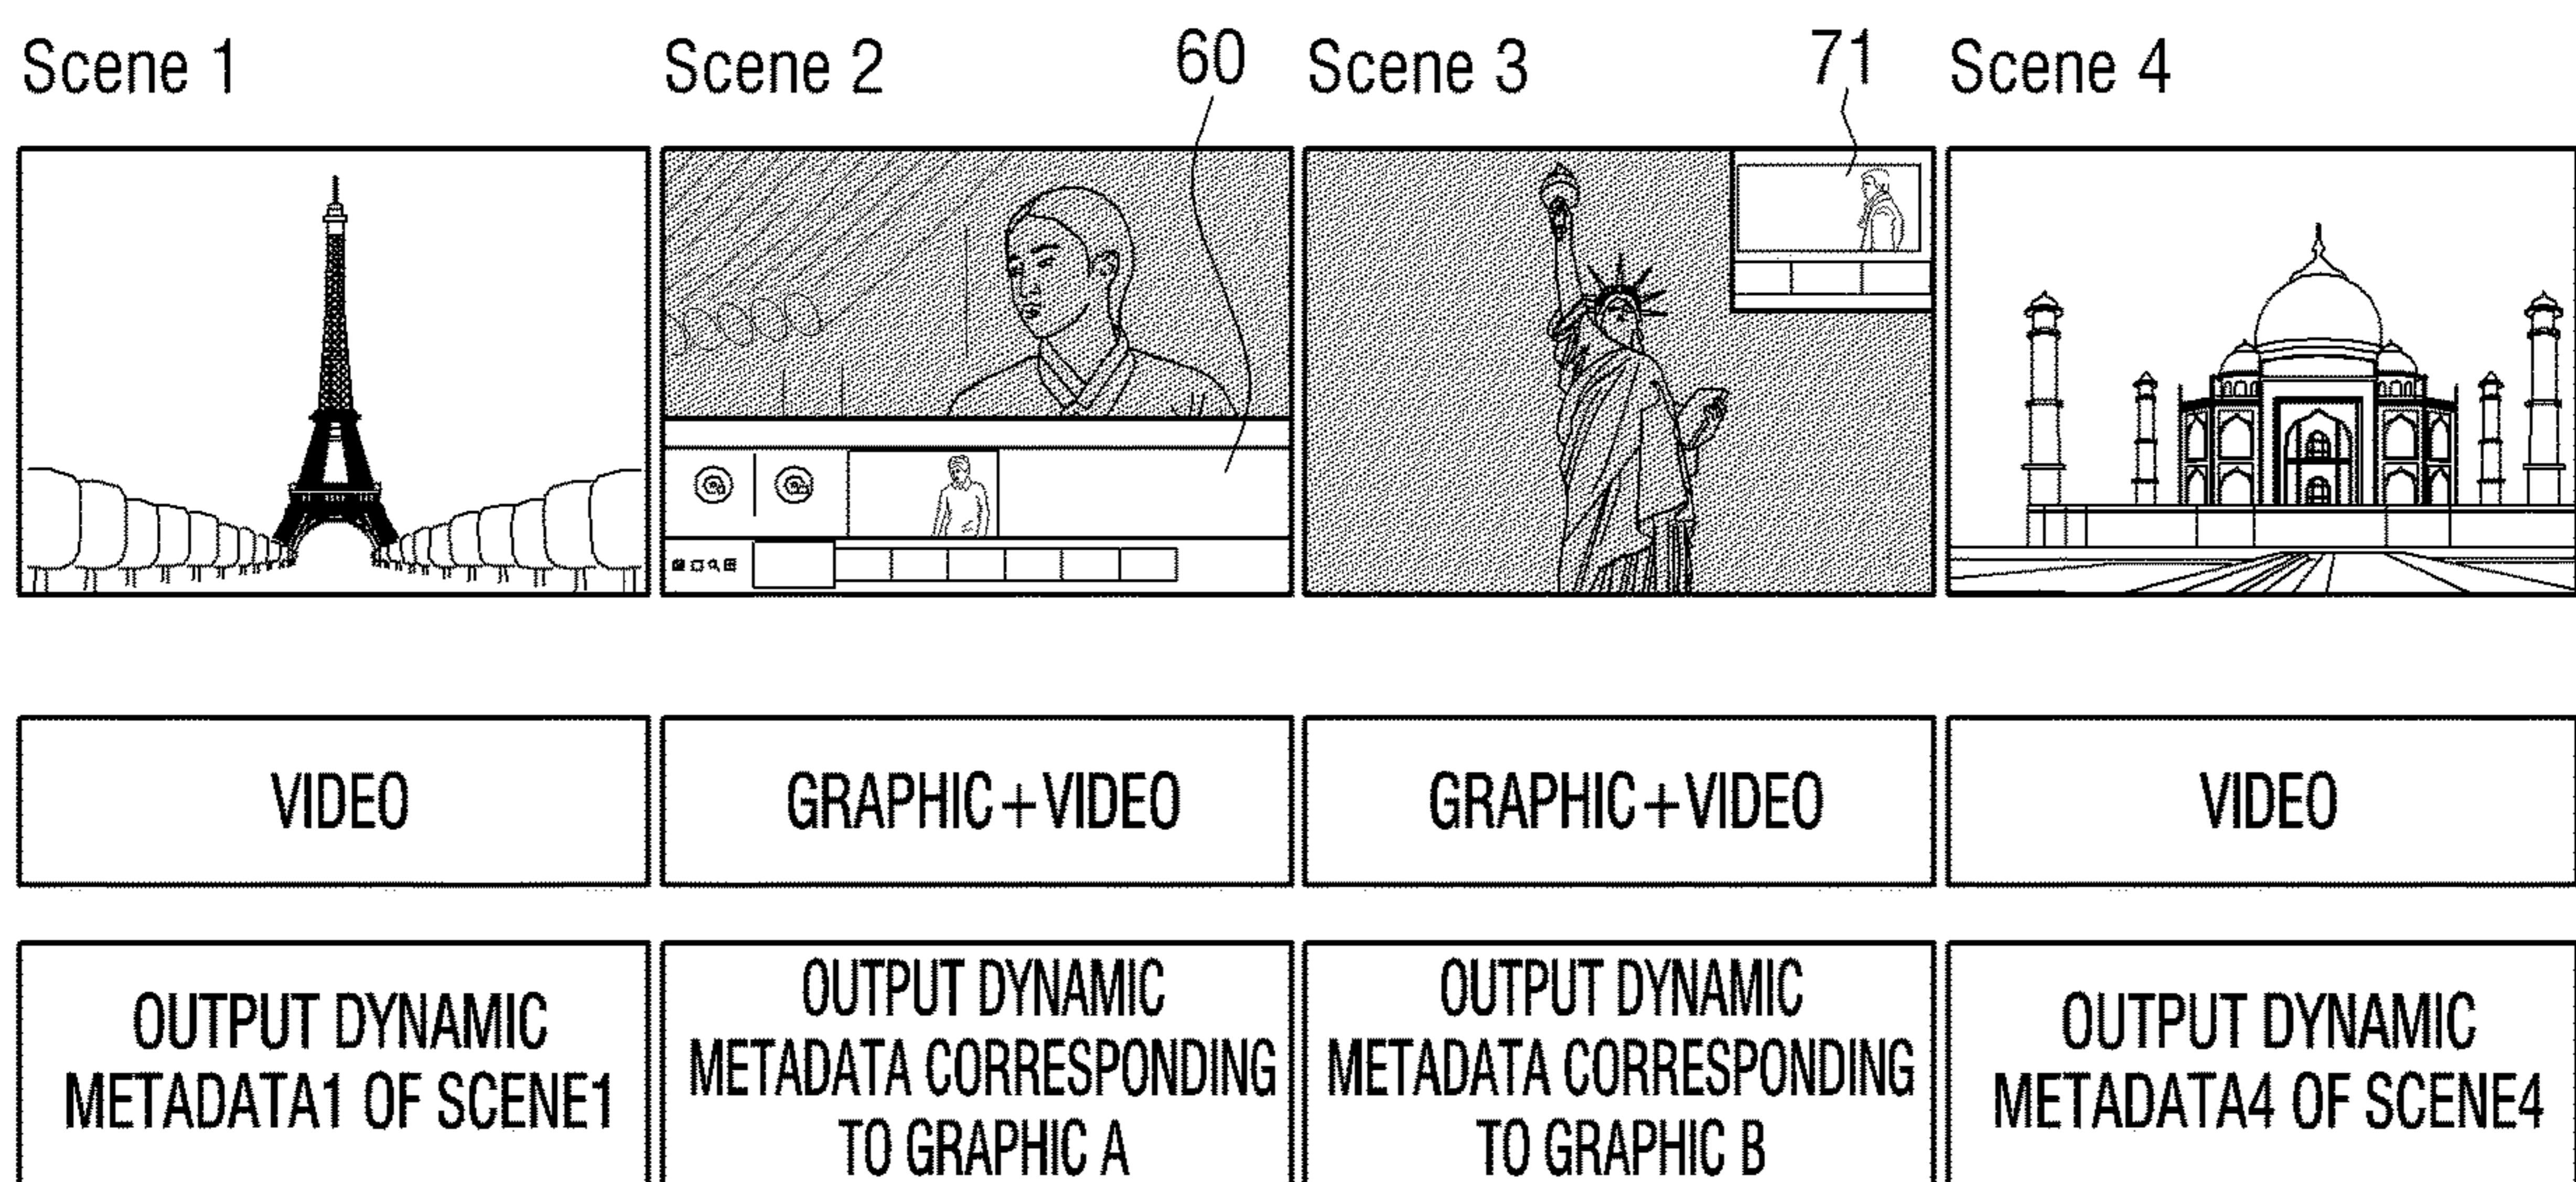 Scene 1
Scene 2
60
Scene 3
71
Scene 4
VIDEO
GRAPHIC+VIDEO
GRAPHIC+VIDEO
VIDEO
OUTPUT DYNAMIC
METADATA1 OF SCENE1
OUTPUT DYNAMIC
METADATA CORRESPONDING
TO GRAPHIC A
OUTPUT DYNAMIC
METADATA CORRESPONDING
TO GRAPHIC B
OUTPUT DYNAMIC
METADATA4 OF SCENE4